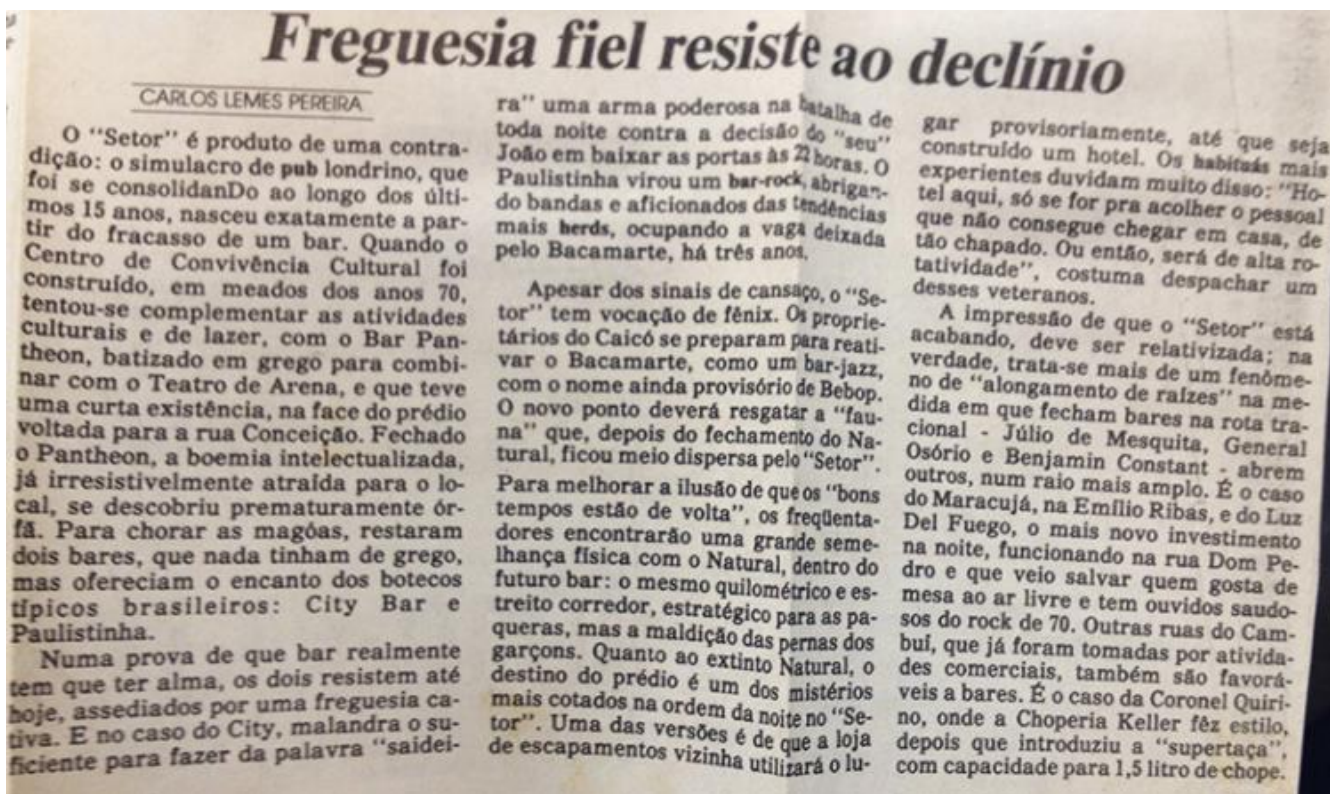 Freguesia fiel resiste ao declínio
CARLOS LEMES PEREIRA
O "Setor" é produto de uma contra-
dição: o simulacro de pub londrino, que
foi se consolidanDo ao longo dos últi-
mos 15 anos, nasceu exatamente a par-
tir do fracasso de um bar. Quando o
Centro de Convivência Cultural foi
construído, em meados dos anos 70,
tentou-se complementar as atividades
culturais e de lazer, com o Bar Pan-
theon, batizado em grego para combi-
nar com o Teatro de Arena, e que teve
uma curta existência, na face do prédio
voltada para a rua Conceição. Fechado
o Pantheon, a boemia intelectualizada,
já irresistivelmente atraída para o lo-
cal, se descobriu prematuramente ór-
fã. Para chorar as magóas, restaram
dois bares, que nada tinham de grego,
mas ofereciam o encanto dos botecos
típicos brasileiros: City Bar e
Paulistinha.
Numa prova de que bar realmente
tem que ter alma, os dois resistem até
hoje, assediados por uma freguesia ca-
tiva. E no caso do City, malandra o su-
ficiente para fazer da palavra "saidei-
ra" uma arma poderosa na batalha de
toda noite contra a decisão do "seu"
João em baixar as portas às 22 horas. O
Paulistinha virou um bar-rock, abrigan-
do bandas e aficionados das tendências
mais herds, ocupando a vaga deixada
pelo Bacamarte, há três anos.
Apesar dos sinais de cansaço, o "Se-
tor" tem vocação de fênix. Os proprie-
tários do Caicó se preparam para reati-
var o Bacamarte, como um bar-jazz,
com o nome ainda provisório de Bebop.
O novo ponto deverá resgatar a "fau-
na" que, depois do fechamento do Na-
tural, ficou meio dispersa pelo "Setor".
Para melhorar a ilusão de que os "bons
tempos estão de volta", os freqüenta-
dores encontrarão uma grande seme-
lhança física com o Natural, dentro do
futuro bar: o mesmo quilométrico e es-
treito corredor, estratégico para as pa-
queras, mas a maldição das pernas dos
garçons. Quanto ao extinto Natural, o
destino do prédio é um dos mistérios
mais cotados na ordem da noite no "Se-
tor". Uma das versões é de que a loja
de escapamentos vizinha utilizará o lu-
gar provisoriamente, até que seja
construído um hotel. Os habituås mais
experientes duvidam muito disso: "Ho-
tel aqui, só se for pra acolher o pessoal
que não consegue chegar em casa, de
tão chapado. Ou então, será de alta ro-
tatividade", costuma despachar um
desses veteranos.
A impressão de que o "Setor" está
acabando, deve ser relativizada; na
verdade, trata-se mais de um fenôme-
no de "alongamento de raízes" na me-
dida em que fecham bares na rota tra-
cional - Júlio de Mesquita, General
Osório e Benjamin Constant - abrem
outros, num raio mais amplo. É o caso
do Maracujá, na Emílio Ribas, e do Luz
Del Fuego, o mais novo investimento
na noite, funcionando na rua Dom Pe-
dro e que veio salvar quem gosta de
mesa ao ar livre e tem ouvidos saudo-
sos do rock de 70. Outras ruas do Cam-
buí, que já foram tomadas por ativida-
des comerciais, também são favorá-
veis a bares. É o caso da Coronel Quiri-
no, onde a Choperia Keller fêz estilo,
depois que introduziu a "supertaça",
com capacidade para 1,5 litro de chope.